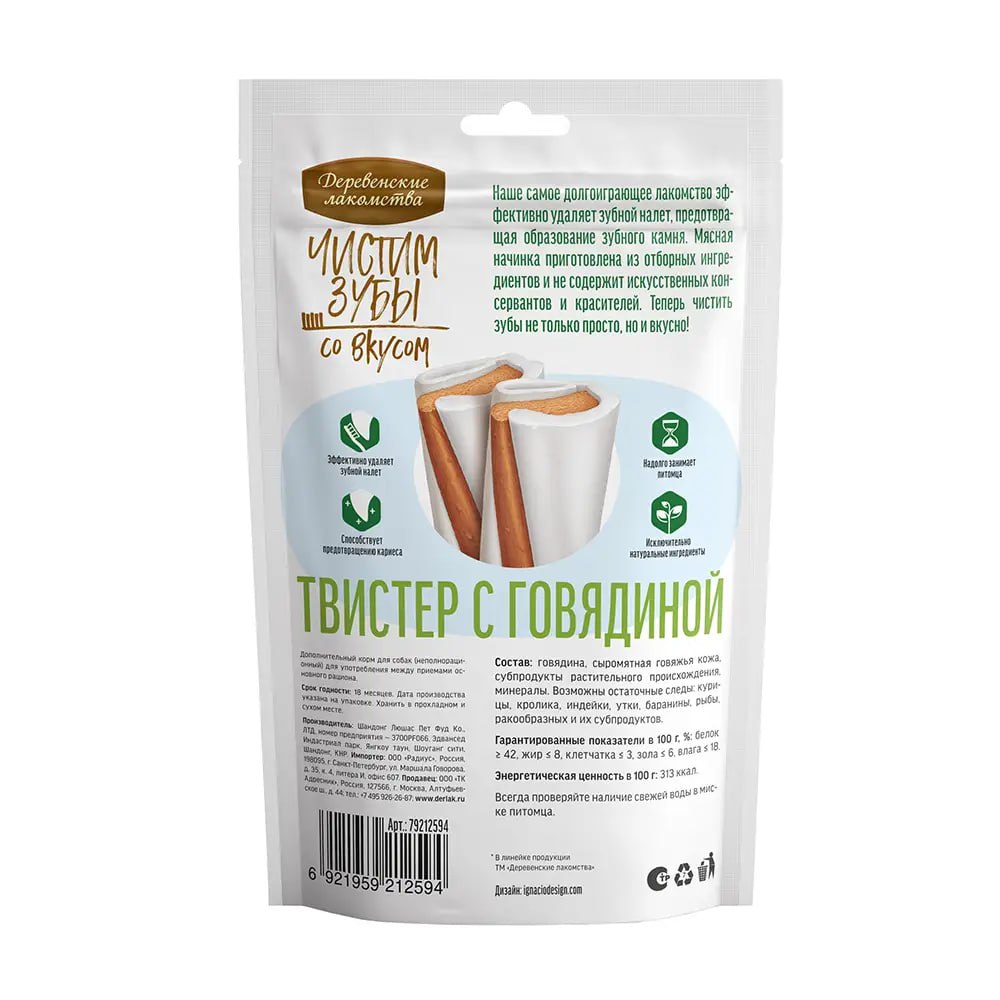 Деревенские
лакомства
ЧИСТИМ
ЗУБЫ
со вкусом
Наше самое долгоиграющее лакомство эф-
фективно удаляет зубной налет, предотвра-
щая образование зубного камня. Мясная
начинка приготовлена из отборных ингре-
диентов и не содержит искусственных кон-
сервантов и красителей. Теперь чистить
зубы не только просто, но и вкусно!
Эффективно удаляет
зубной налет
Надолго занимает
питомца
Способствует
предотвращению кариеса
Исключительно
натуральные ингредиенты
ТВИСТЕР С ГОВЯДИНОЙ
Дополнительный корм для собак (неполнораци-
онный) для употребления между приемами ос-
новного рациона.
Срок годности: 18 месяцев. Дата производства
указана на упаковке. Хранить в прохладном и
сухом месте.
Производитель: Шандонг Люшас Пет Фуд Ко.,
ЛТД, номер предприятия – 3700PF066, Эдвансед
Индастриал парк, Янгкоу таун, Шоуганг сити,
Шандонг, КНР. Импортер: ООО «Радиус», Россия,
198095, г. Санкт-Петербург, ул. Маршала Говорова,
д. 35, к. 4, литера И, офис 607. Продавец: ООО «ТК
Адресник», Россия, 127566, г. Москва, Алтуфьев-
ское ш., д. 44; тел.: +7 495 926-26-87; www.derlak.ru
Состав: говядина, сыромятная говяжья кожа,
субпродукты растительного происхождения,
минералы. Возможны остаточные следы: кури-
цы, кролика, индейки, утки, баранины, рыбы,
ракообразных и их субпродуктов.
Гарантированные показатели в 100 г, %: белок
≥ 42, жир ≤ 8, клетчатка ≤ 3, зола ≤ 6, влага ≤ 18.
Энергетическая ценность в 100 г: 313 ккал.
Всегда проверяйте наличие свежей воды в мис-
ке питомца.
Арт.: 79212594
6 921959 212594
* В линейке продукции
ТМ «Деревенские лакомства»
Дизайн: ignaciodesign.com
СТР
7